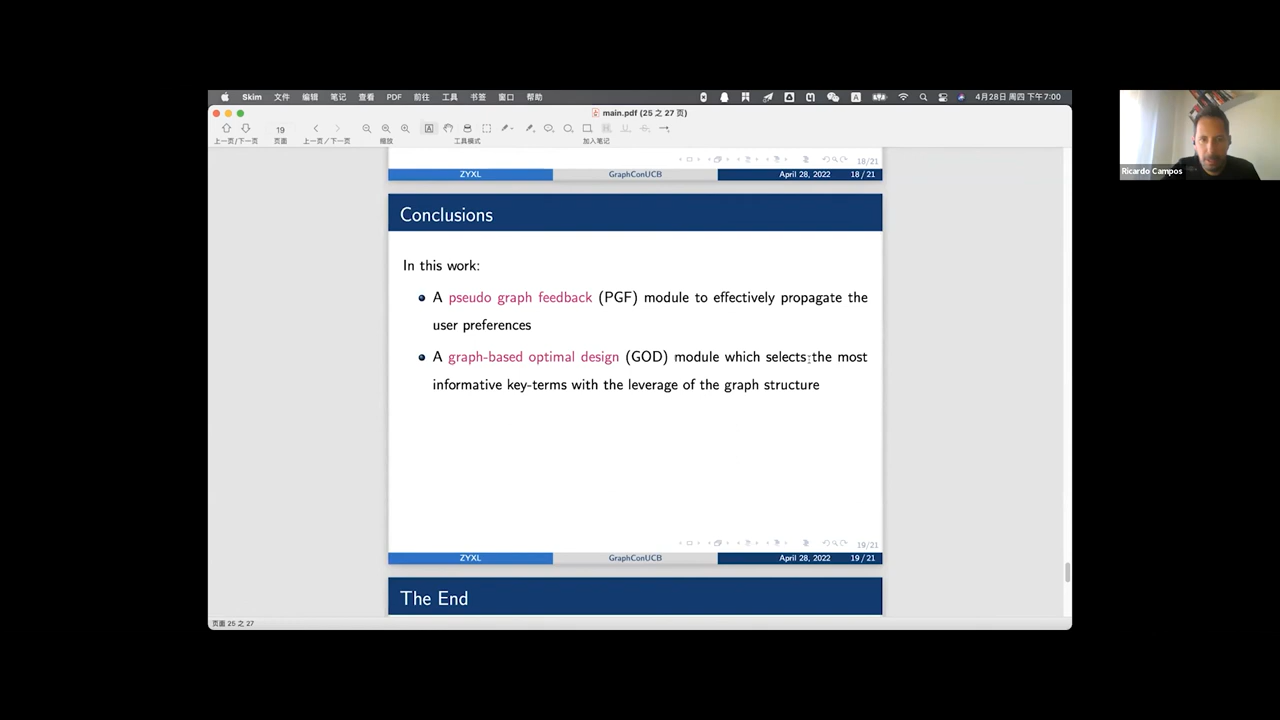 Skim 文件 编辑 笔记 查看 PDF 前往 工具 书签 窗口 帮助 4月28日 周四 下午7:00
main.pdf (25 之 27 页)
19
上一页/下一页 页面 上一页/下一页 缩放 工具模式 加入笔记
18/21
ZYXL GraphConUCB April 28, 2022 18 / 21
Conclusions
In this work:
A pseudo graph feedback (PGF) module to effectively propagate the
user preferences
A graph-based optimal design (GOD) module which selects the most
informative key-terms with the leverage of the graph structure
19/21
ZYXL GraphConUCB April 28, 2022 19 / 21
The End
页面 25 之 27
Ricardo Campos